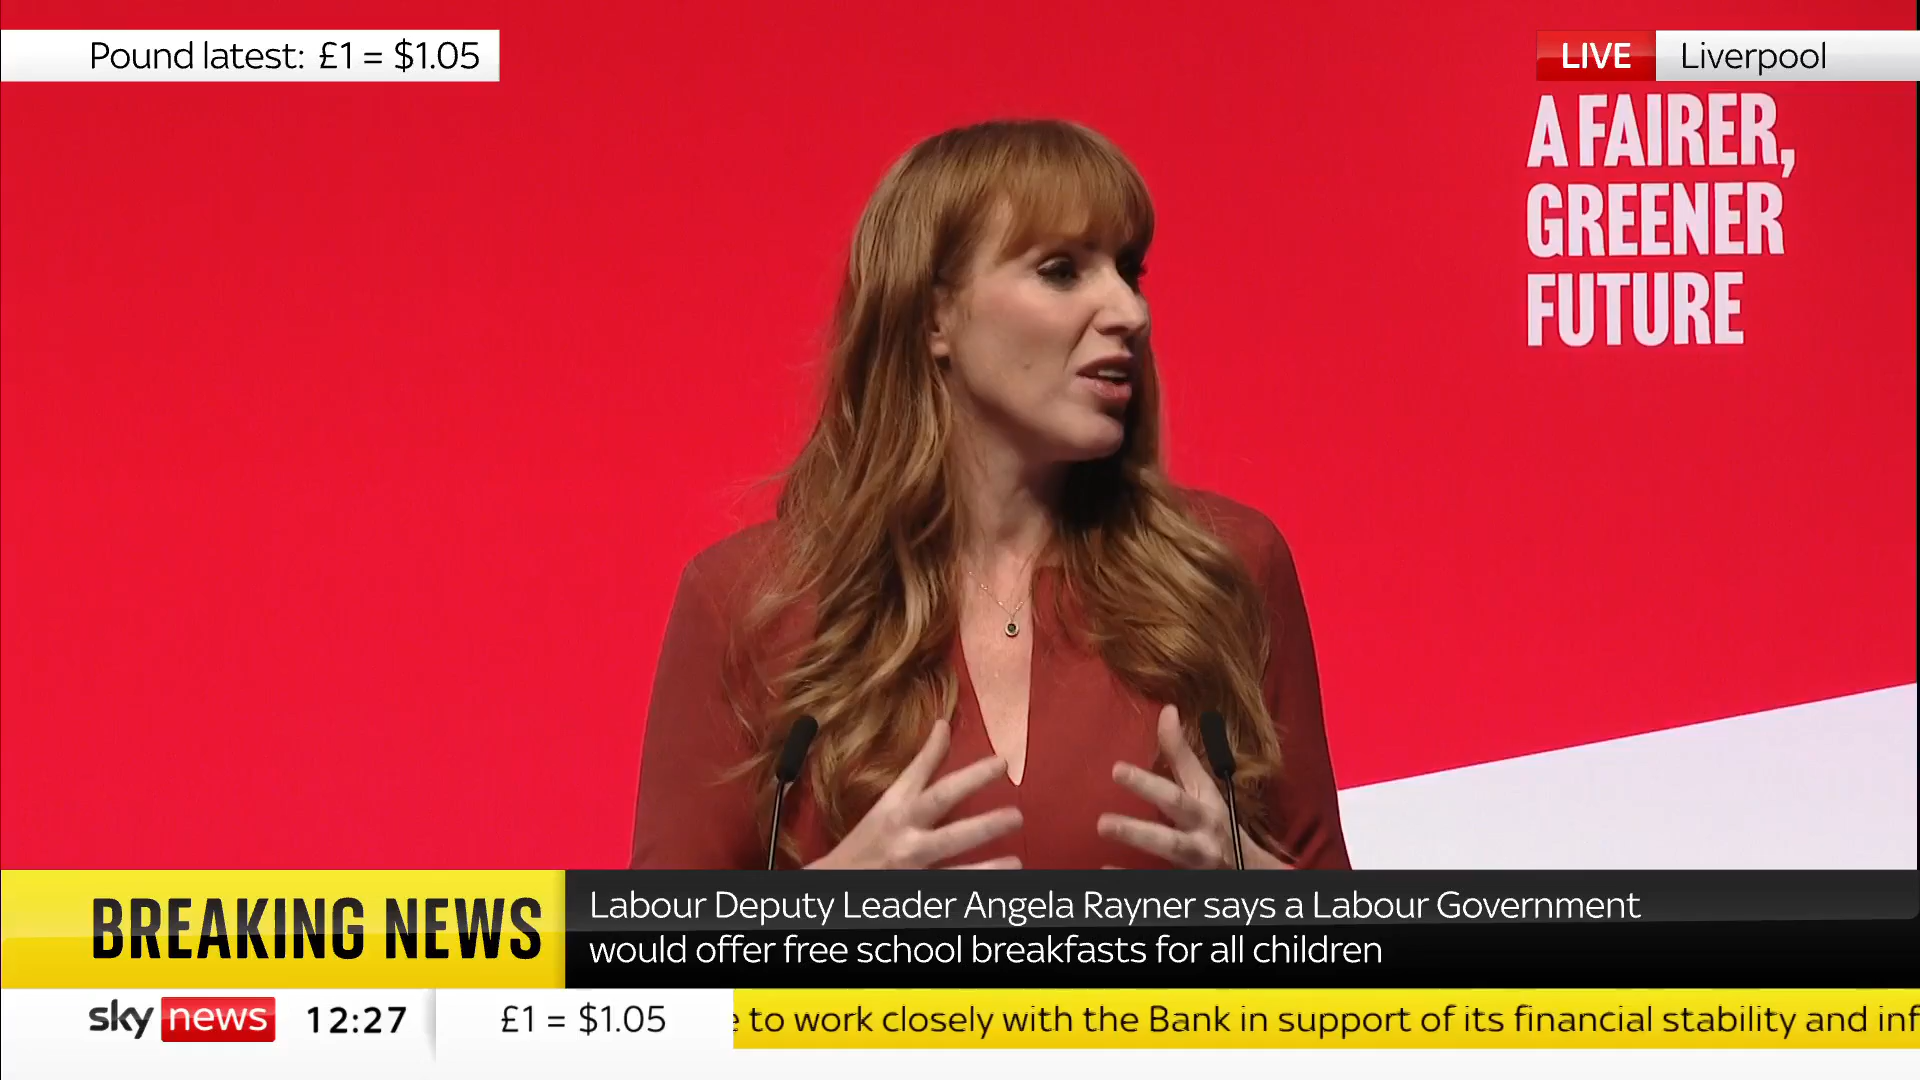 Pound latest: £1 = $1.05
LIVE Liverpool
A FAIRER,
GREENER
FUTURE
BREAKING NEWS
Labour Deputy Leader Angela Rayner says a Labour Government
would offer free school breakfasts for all children
sky news 12:27 £1 = $1.05 to work closely with the Bank in support of its financial stability and inf